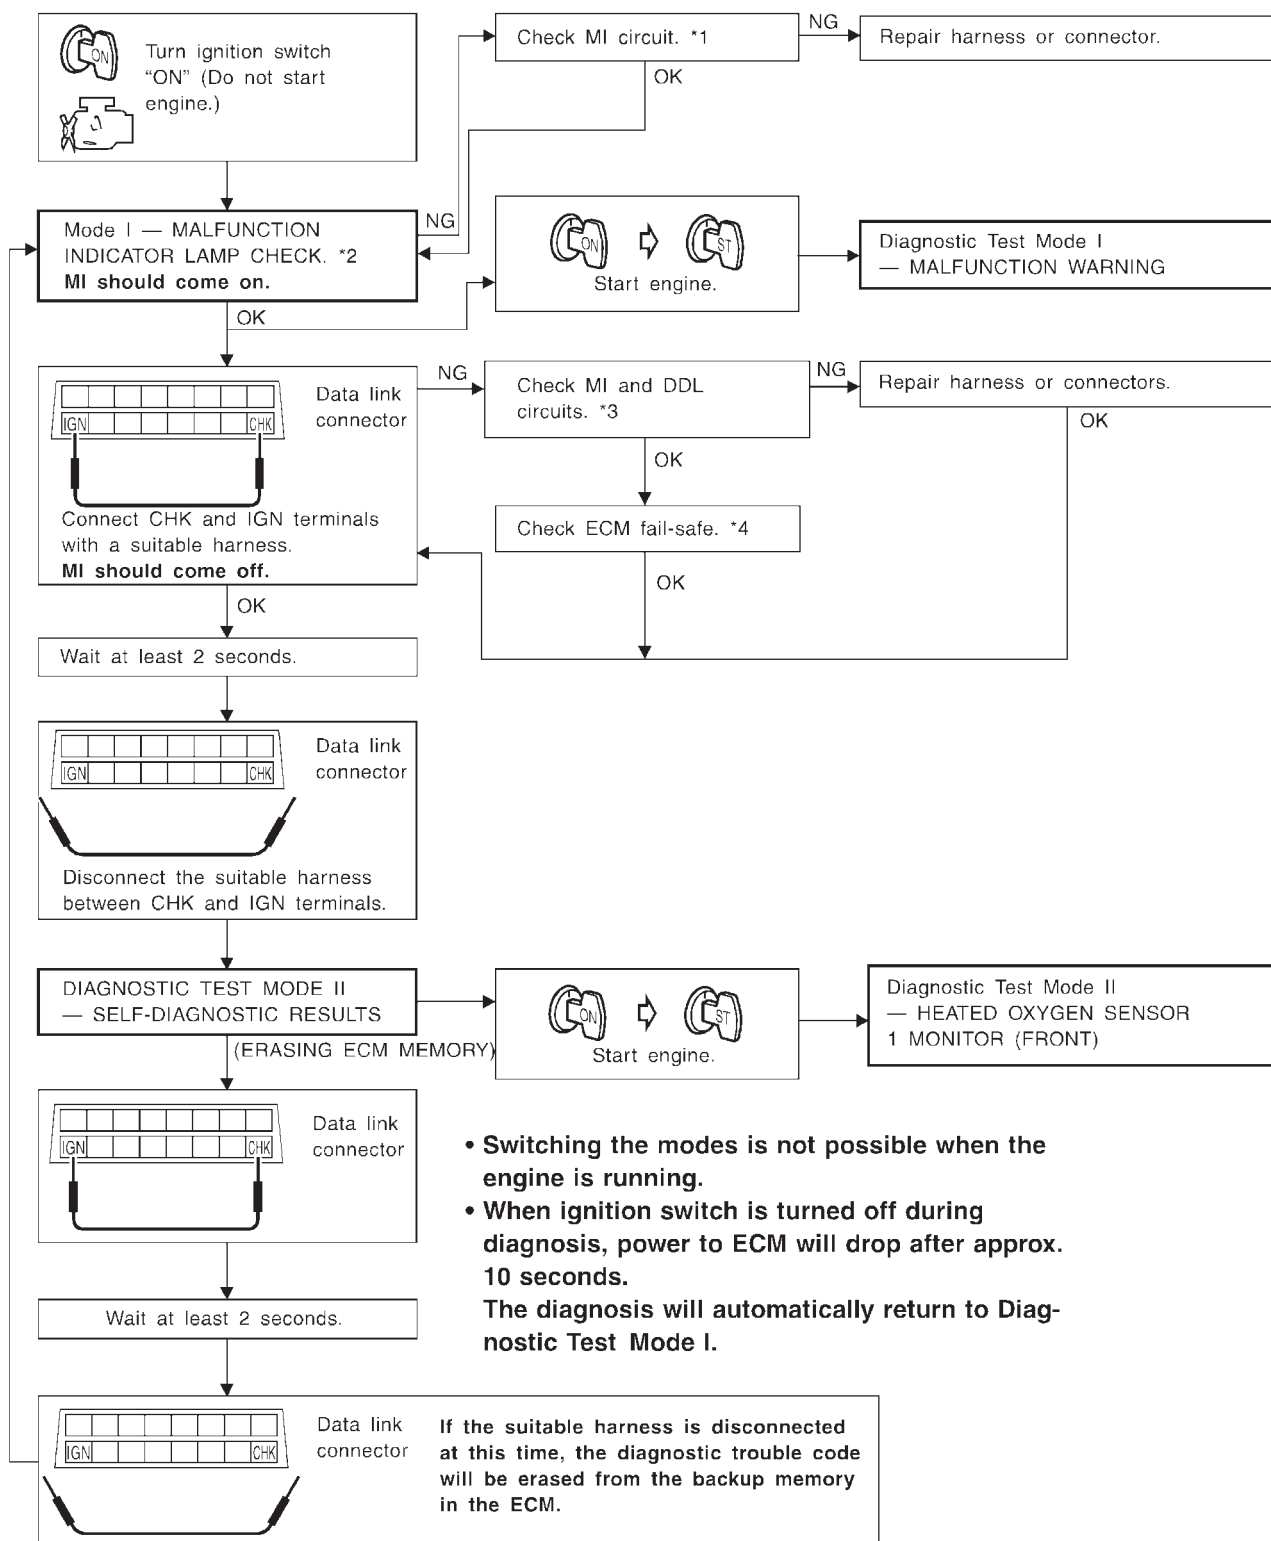 ON
Turn ignition switch
“ON” (Do not start
engine.)
Check MI circuit. *1
NG
Repair harness or connector.
OK
Mode I — MALFUNCTION
INDICATOR LAMP CHECK. *2
MI should come on.
NG
OK
ON
ST
Start engine.
Diagnostic Test Mode I
— MALFUNCTION WARNING
IGN
CHK
Data link
connector
Connect CHK and IGN terminals
with a suitable harness.
MI should come off.
NG
Check MI and DDL
circuits. *3
NG
Repair harness or connectors.
OK
OK
Check ECM fail-safe. *4
OK
OK
Wait at least 2 seconds.
IGN
CHK
Data link
connector
Disconnect the suitable harness
between CHK and IGN terminals.
DIAGNOSTIC TEST MODE II
— SELF-DIAGNOSTIC RESULTS
(ERASING ECM MEMORY)
ON
ST
Start engine.
Diagnostic Test Mode II
— HEATED OXYGEN SENSOR
1 MONITOR (FRONT)
IGN
CHK
Data link
connector
• Switching the modes is not possible when the
engine is running.
• When ignition switch is turned off during
diagnosis, power to ECM will drop after approx.
10 seconds.
The diagnosis will automatically return to Diag-
nostic Test Mode I.
Wait at least 2 seconds.
IGN
CHK
Data link
connector
If the suitable harness is disconnected
at this time, the diagnostic trouble code
will be erased from the backup memory
in the ECM.